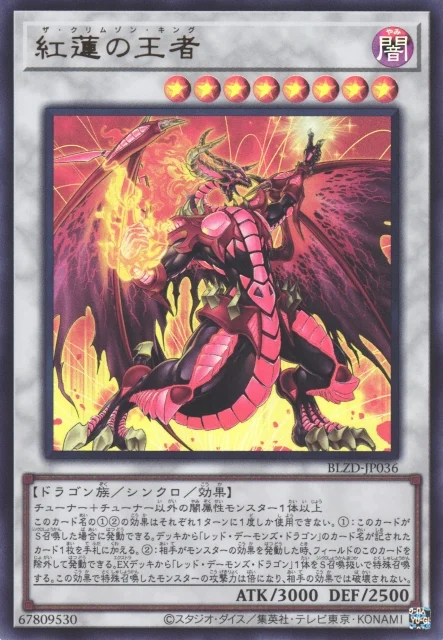 ザ・クリムゾン・キング
紅蓮の王者
やみ
闇
BLZD-JP036
【ドラゴン族／シンクロ／効果】
チューナー＋チューナー以外の闇属性モンスター1体以上
このカード名の①②の効果はそれぞれ1ターンに1度しか使用できない。①：このカードが
S召喚した場合に発動できる。デッキから「レッド・デーモンズ・ドラゴン」のカード名が記された
カード1枚を手札に加える。②：相手がモンスターの効果を発動した時、フィールドのこのカードを
除外して発動できる。EXデッキから「レッド・デーモンズ・ドラゴン」1体をS召喚扱いで特殊召喚
する。この効果で特殊召喚したモンスターの攻撃力は倍になり、相手の効果では破壊されない。
ATK/3000 DEF/2500
67809530
©スタジオ・ダイス／集英社・テレビ東京・KONAMI